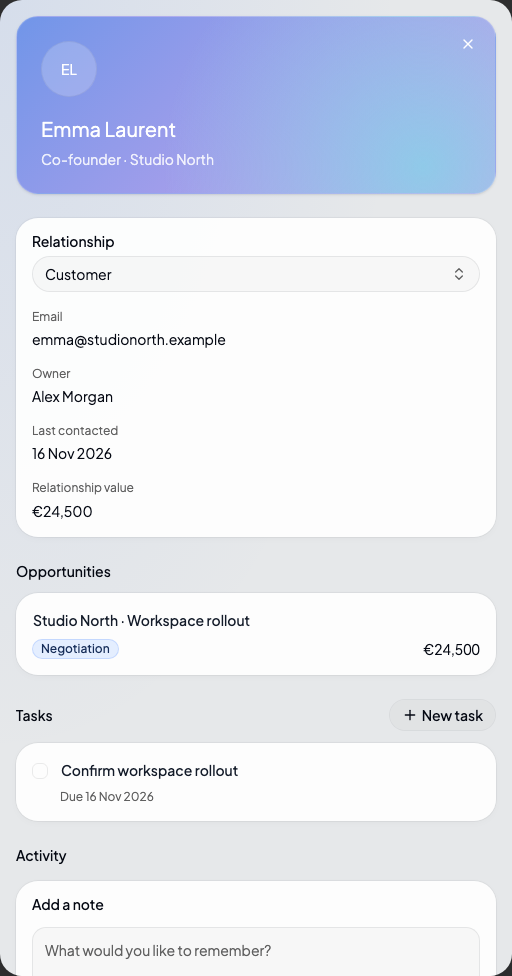 EL
Emma Laurent
Co-founder · Studio North
Relationship
Customer
Email
emma@studionorth.example
Owner
Alex Morgan
Last contacted
16 Nov 2026
Relationship value
€24,500
Opportunities
Studio North · Workspace rollout
Negotiation €24,500
Tasks + New task
Confirm workspace rollout
Due 16 Nov 2026
Activity
Add a note
What would you like to remember?